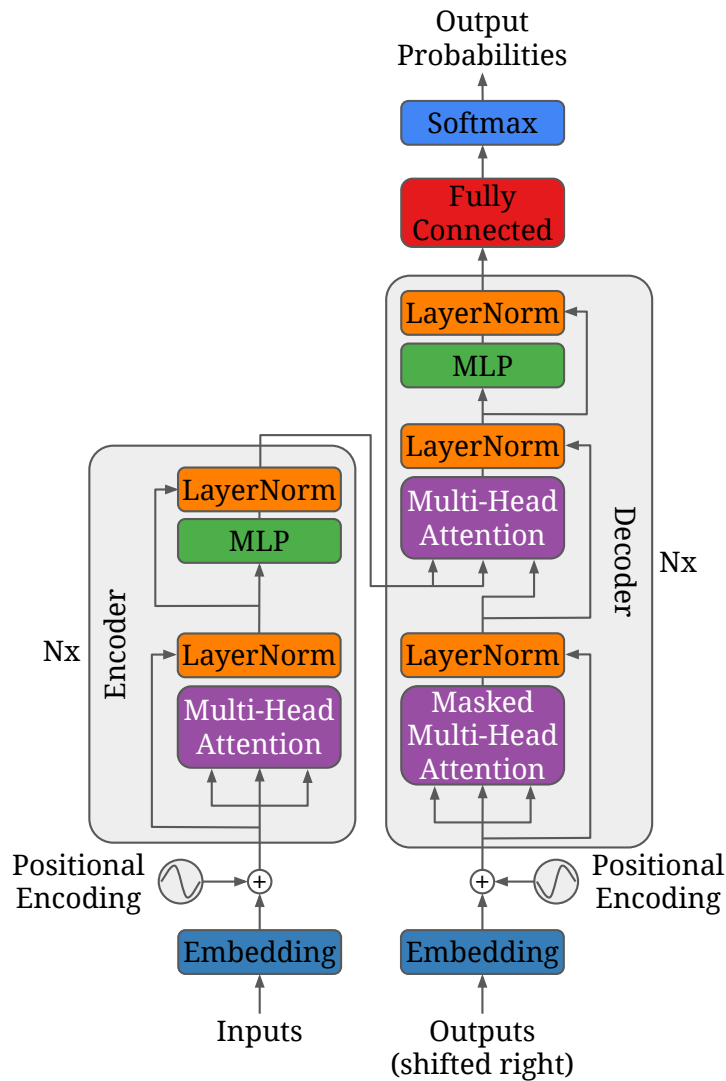 Output
Probabilities
Softmax
Fully
Connected
LayerNorm
MLP
LayerNorm
Multi-Head
Attention
Decoder
Nx
LayerNorm
Masked
Multi-Head
Attention
LayerNorm
MLP
Encoder
Nx
LayerNorm
Multi-Head
Attention
Positional
Encoding
+
+
Positional
Encoding
Embedding
Embedding
Inputs
Outputs
(shifted right)